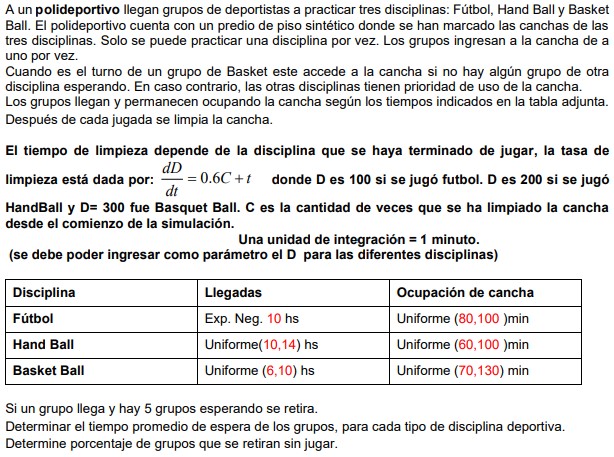 A un polideportivo llegan grupos de deportistas a practicar tres disciplinas: Fútbol, Hand Ball y Basket
Ball. El polideportivo cuenta con un predio de piso sintético donde se han marcado las canchas de las
tres disciplinas. Solo se puede practicar una disciplina por vez. Los grupos ingresan a la cancha de a
uno por vez.
Cuando es el turno de un grupo de Basket este accede a la cancha si no hay algún grupo de otra
disciplina esperando. En caso contrario, las otras disciplinas tienen prioridad de uso de la cancha.
Los grupos llegan y permanecen ocupando la cancha según los tiempos indicados en la tabla adjunta.
Después de cada jugada se limpia la cancha.
El tiempo de limpieza depende de la disciplina que se haya terminado de jugar, la tasa de
limpieza está dada por: dD/dt = 0.6C + t donde D es 100 si se jugó futbol. D es 200 si se jugó
HandBall y D= 300 fue Basquet Ball. C es la cantidad de veces que se ha limpiado la cancha
desde el comienzo de la simulación.
Una unidad de integración = 1 minuto.
(se debe poder ingresar como parámetro el D para las diferentes disciplinas)
Disciplina Llegadas Ocupación de cancha
Fútbol Exp. Neg. 10 hs Uniforme (80,100 )min
Hand Ball Uniforme(10,14) hs Uniforme (60,100 )min
Basket Ball Uniforme (6,10) hs Uniforme (70,130) min
Si un grupo llega y hay 5 grupos esperando se retira.
Determinar el tiempo promedio de espera de los grupos, para cada tipo de disciplina deportiva.
Determine porcentaje de grupos que se retiran sin jugar.